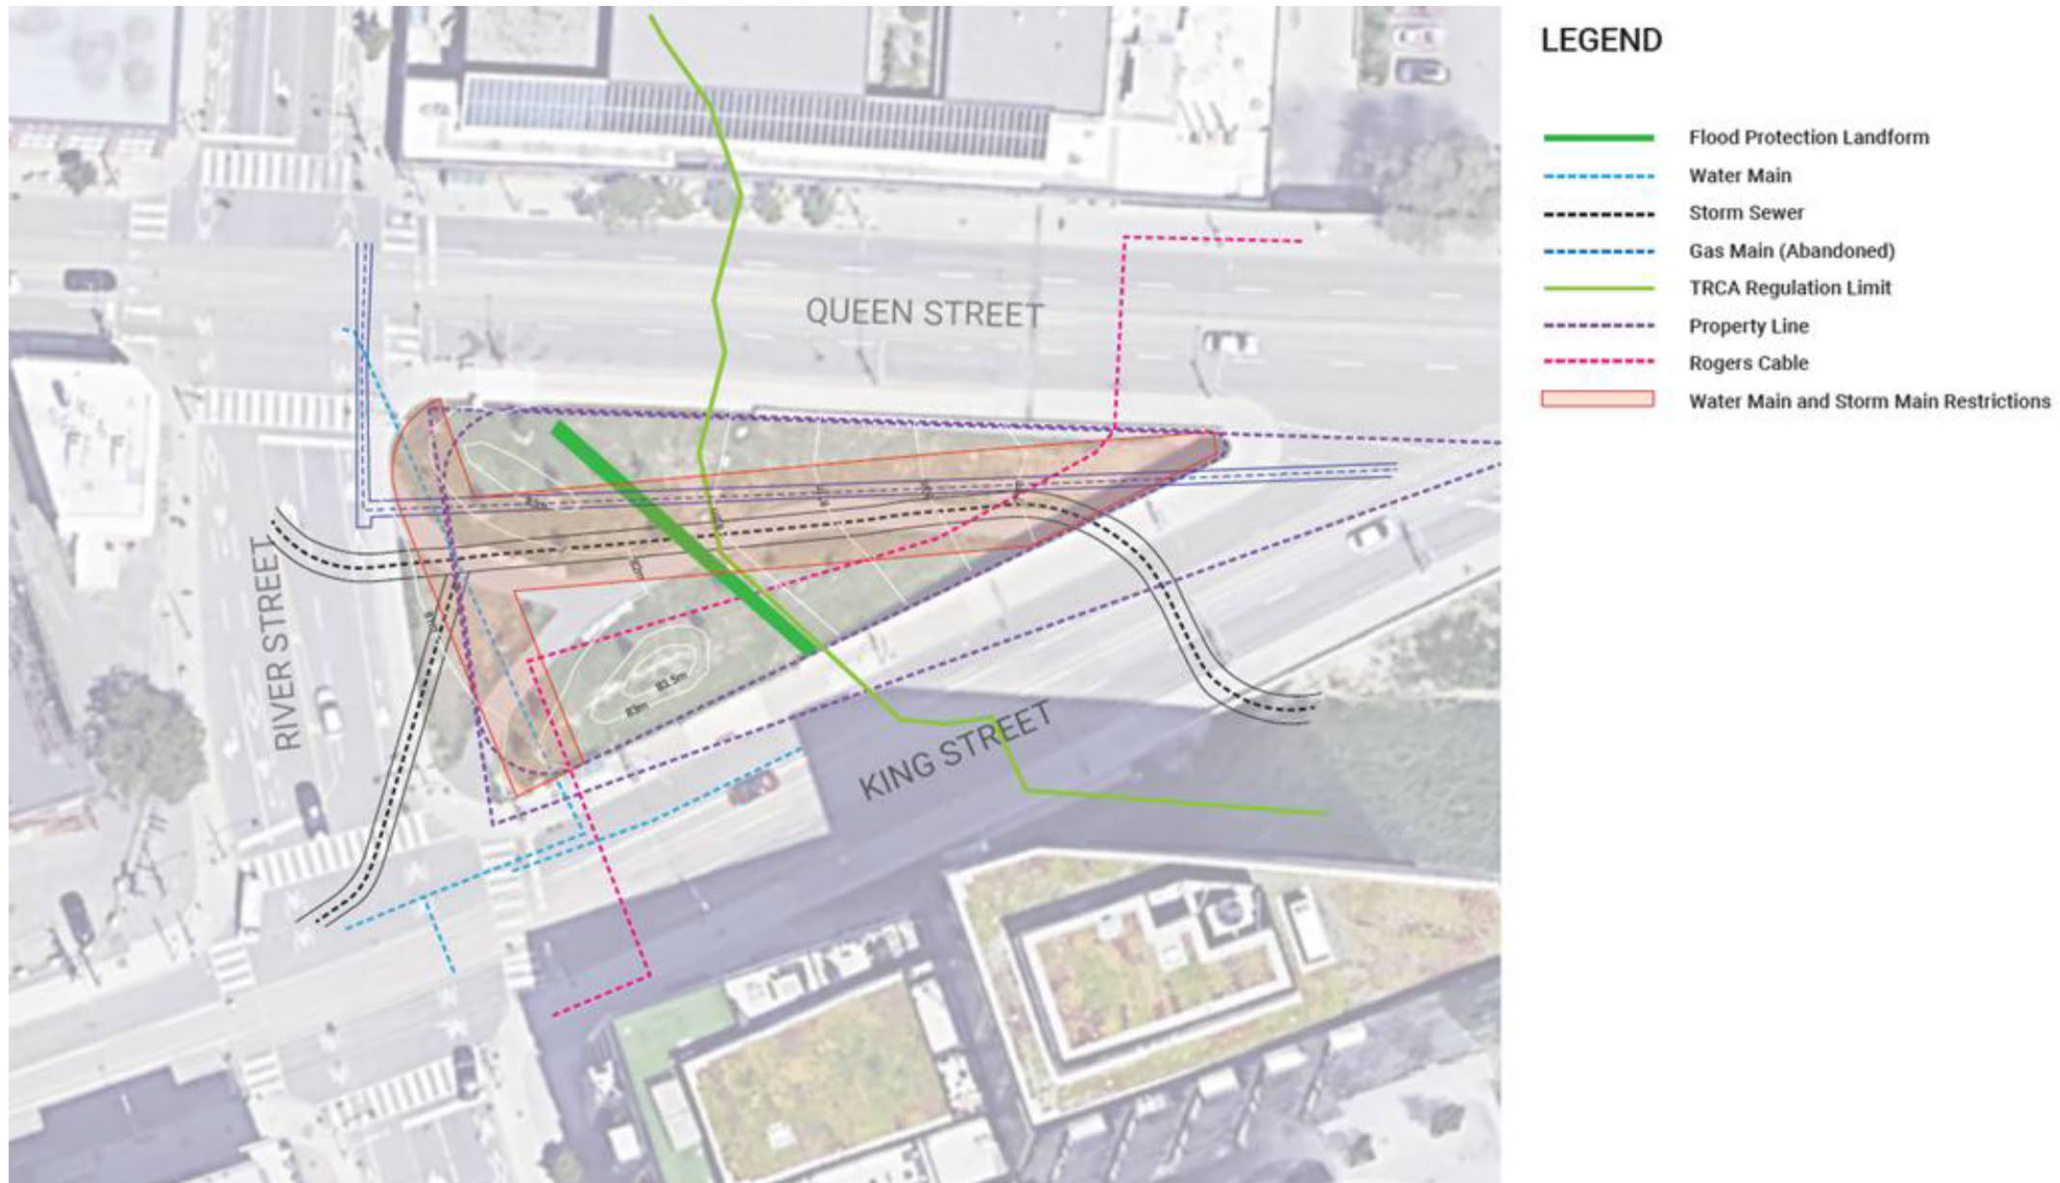 LEGEND
Flood Protection Landform
Water Main
Storm Sewer
Gas Main (Abandoned)
TRCA Regulation Limit
Property Line
Rogers Cable
Water Main and Storm Main Restrictions
QUEEN STREET
RIVER STREET
KING STREET
83.5m
83m